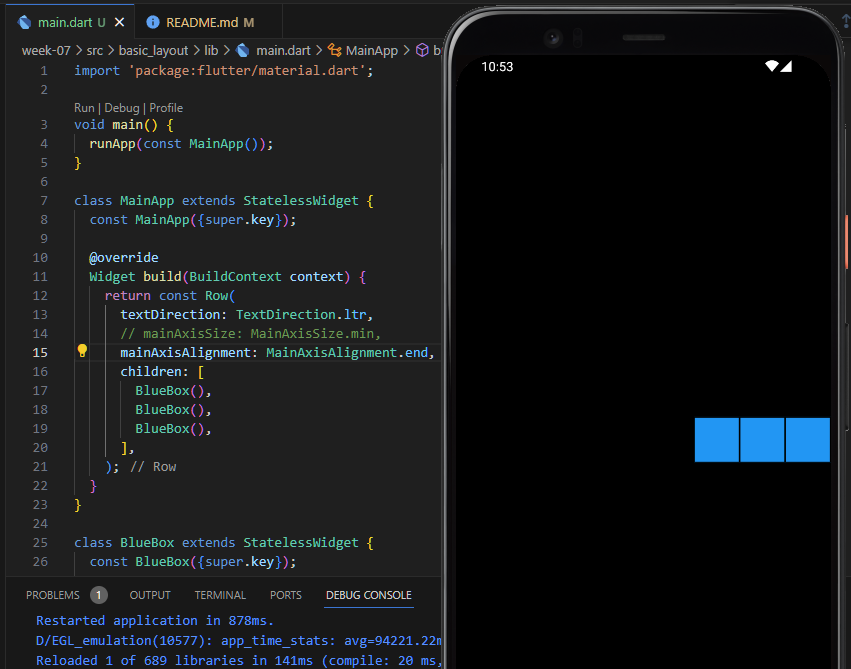 main.dart U
README.md M
week-07 > src > basic_layout > lib > main.dart > MainApp > b
1 import 'package:flutter/material.dart';
2
Run | Debug | Profile
3 void main() {
4 runApp(const MainApp());
5 }
6
7 class MainApp extends StatelessWidget {
8 const MainApp({super.key});
9
10 @override
11 Widget build(BuildContext context) {
12 return const Row(
13 textDirection: TextDirection.ltr,
14 // mainAxisSize: MainAxisSize.min,
15 mainAxisAlignment: MainAxisAlignment.end,
16 children: [
17 BlueBox(),
18 BlueBox(),
19 BlueBox(),
20 ],
21 ); // Row
22 }
23 }
24
25 class BlueBox extends StatelessWidget {
26 const BlueBox({super.key});
PROBLEMS 1 OUTPUT TERMINAL PORTS DEBUG CONSOLE
Restarted application in 878ms.
D/EGL_emulation(10577): app_time_stats: avg=94221.22m
Reloaded 1 of 689 libraries in 141ms (compile: 20 ms,
10:53